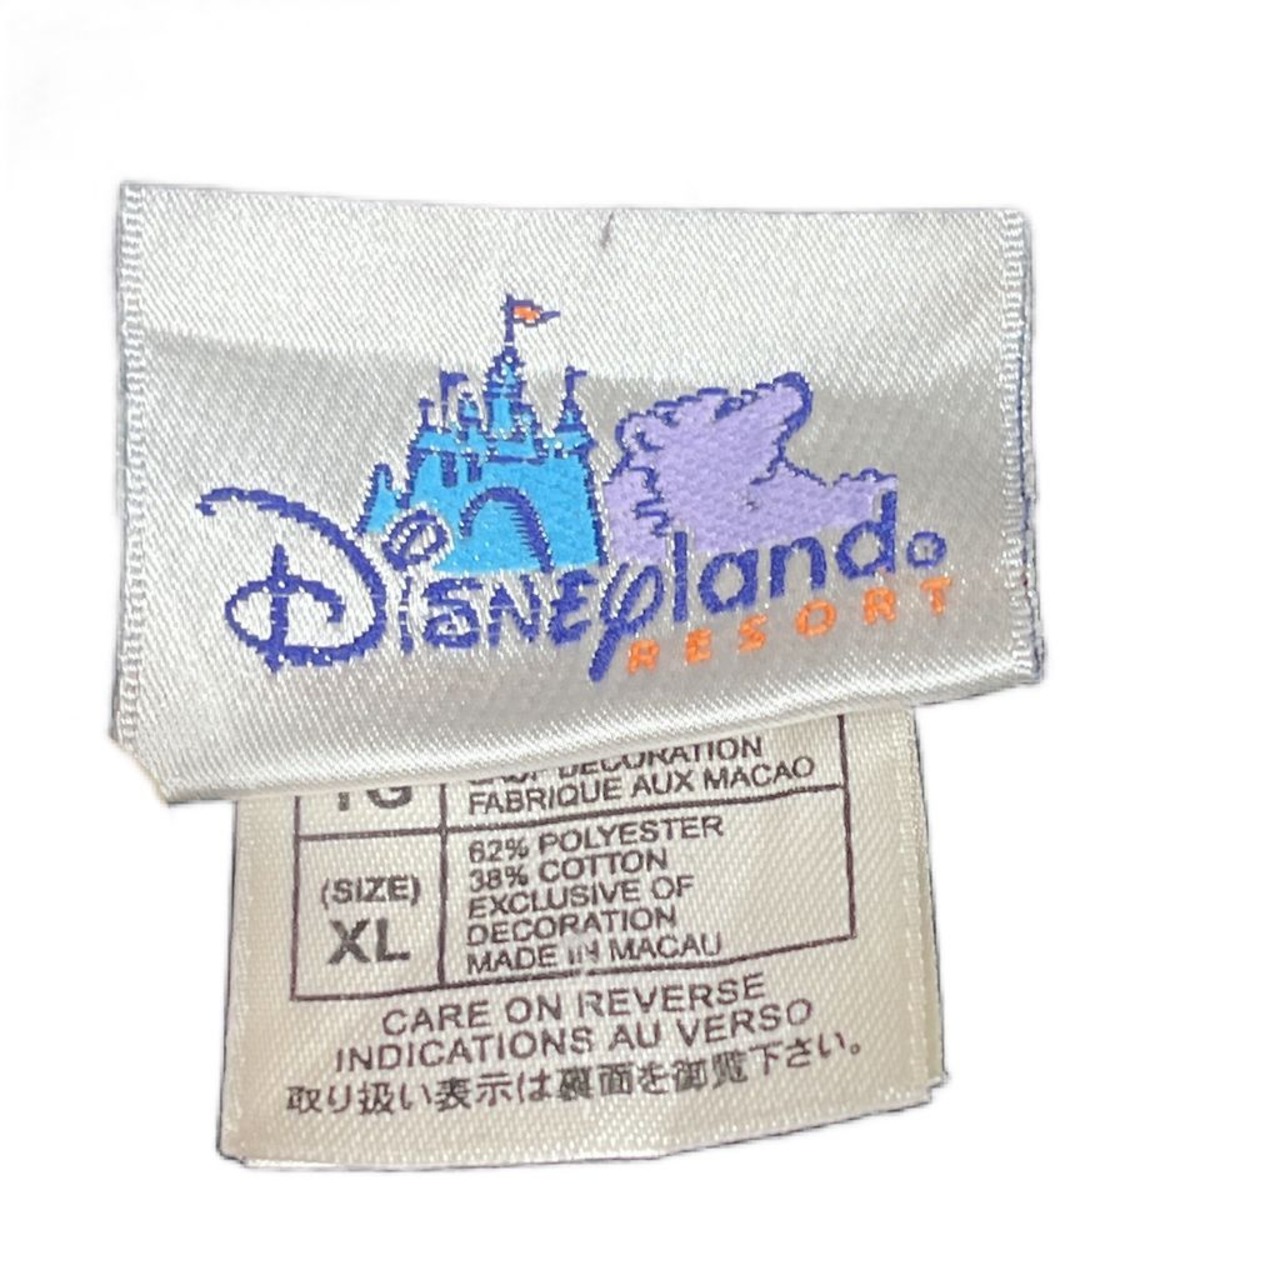 Disneyland®
RESORT
DECORATION
TG
FABRIQUE AUX MACAO
(SIZE)
XL
62% POLYESTER
38% COTTON
EXCLUSIVE OF
DECORATION
MADE IN MACAU
CARE ON REVERSE
INDICATIONS AU VERSO
取り扱い表示は裏面を御覧下さい。